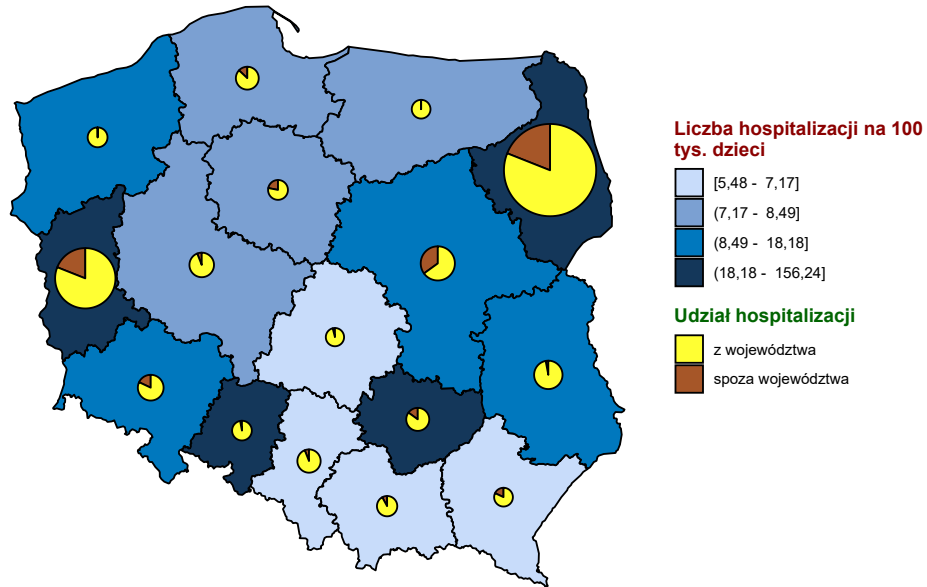 Liczba hospitalizacji na 100
tys. dzieci
[5,48 - 7,17]
(7,17 - 8,49]
(8,49 - 18,18]
(18,18 - 156,24]
Udział hospitalizacji
z województwa
spoza województwa